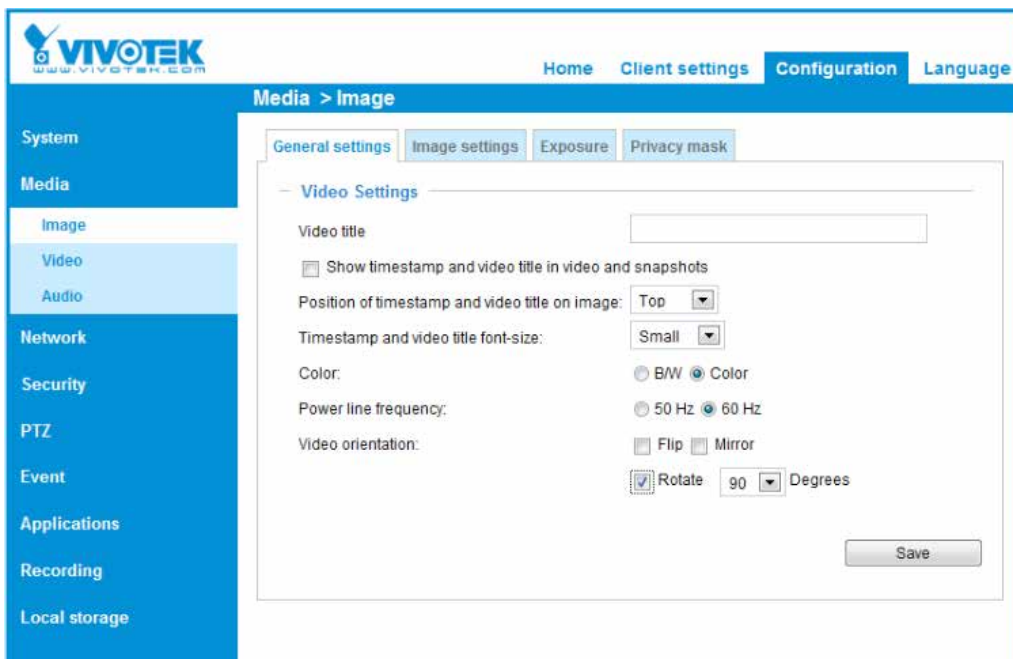 VIVOTEK
WWW.VIVOTEK.COM
Home Client settings Configuration Language
Media > Image
System
Media
Image
Video
Audio
Network
Security
PTZ
Event
Applications
Recording
Local storage
General settings Image settings Exposure Privacy mask
Video Settings
Video title
Show timestamp and video title in video and snapshots
Position of timestamp and video title on image: Top
Timestamp and video title font-size: Small
Color: B/W Color
Power line frequency: 50 Hz 60 Hz
Video orientation: Flip Mirror
Rotate 90 Degrees
Save